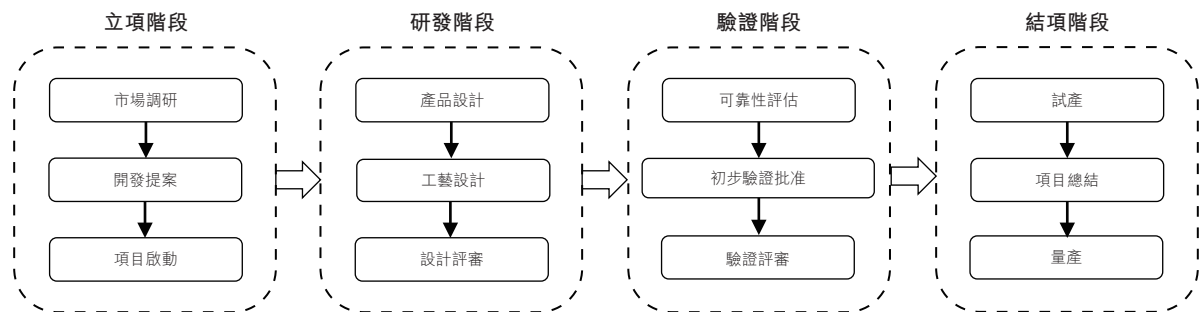 立項階段
市場調研
開發提案
項目啟動
研發階段
產品設計
工藝設計
設計評審
驗證階段
可靠性評估
初步驗證批准
驗證評審
結項階段
試產
項目總結
量產